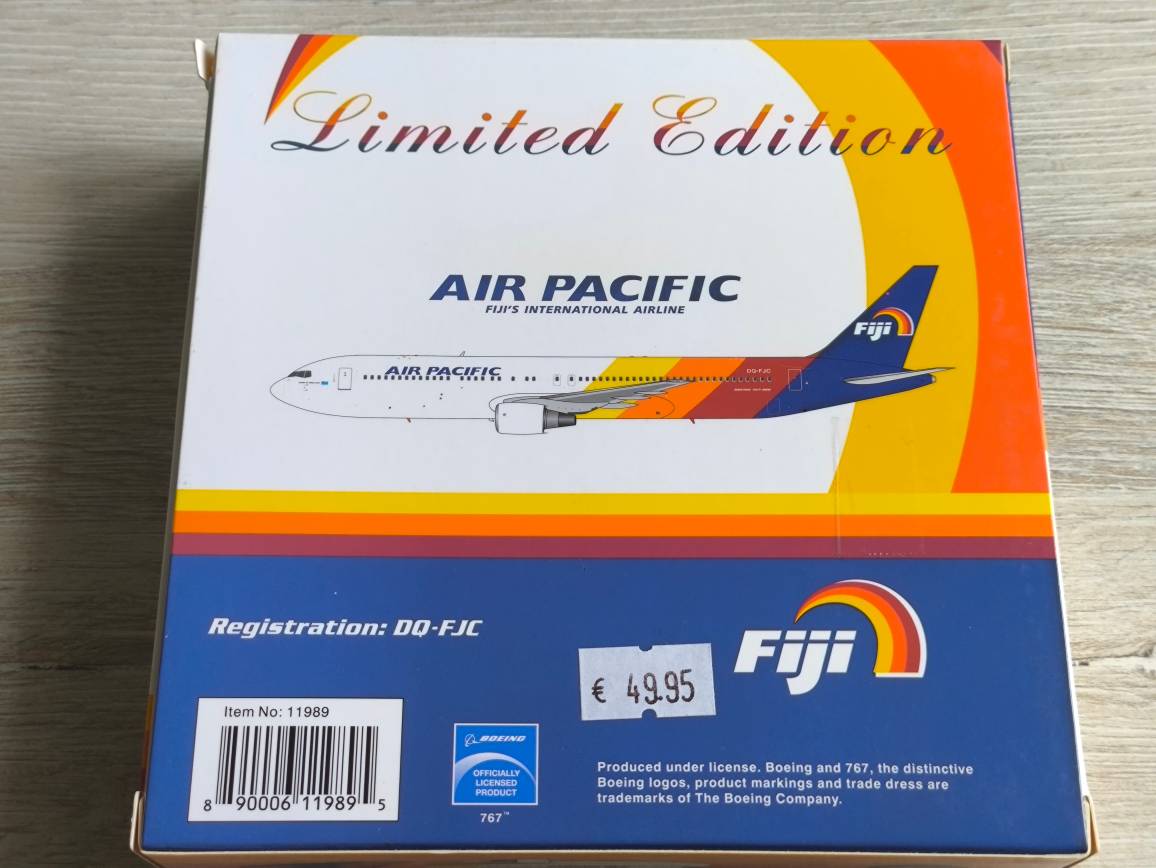 Limited Edition
AIR PACIFIC
FIJI'S INTERNATIONAL AIRLINE
Fiji
AIR PACIFIC
DQ-FJC
Registration: DQ-FJC
Fiji
€ 49.95
Item No: 11989
8 90006 11989 5
BOEING
OFFICIALLY
LICENSED
PRODUCT
767™
Produced under license. Boeing and 767, the distinctive
Boeing logos, product markings and trade dress are
trademarks of The Boeing Company.